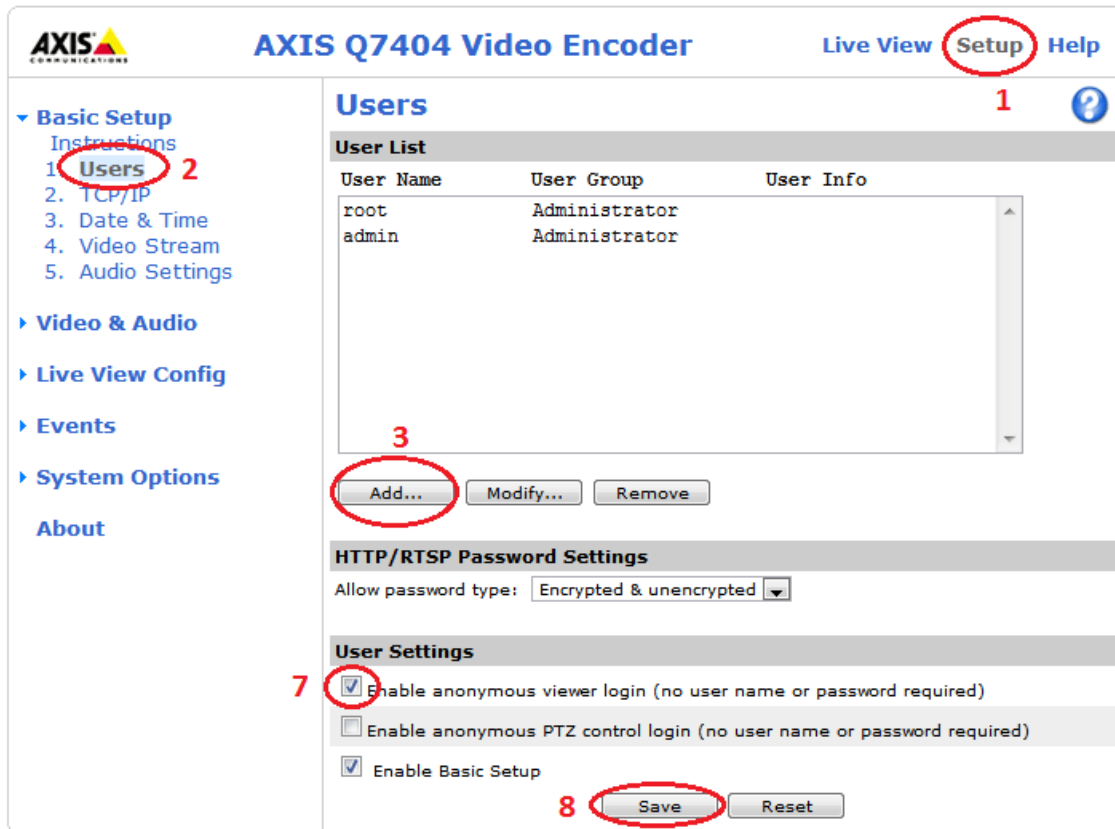 AXIS
COMMUNICATIONS
AXIS Q7404 Video Encoder
Live View Setup Help
1
Basic Setup
Instructions
1 Users 2
2. TCP/IP
3. Date & Time
4. Video Stream
5. Audio Settings
Video & Audio
Live View Config
Events
System Options
About
Users
User List
User Name User Group User Info
root Administrator
admin Administrator
3
Add... Modify... Remove
HTTP/RTSP Password Settings
Allow password type: Encrypted & unencrypted
User Settings
7 Enable anonymous viewer login (no user name or password required)
Enable anonymous PTZ control login (no user name or password required)
Enable Basic Setup
8 Save Reset